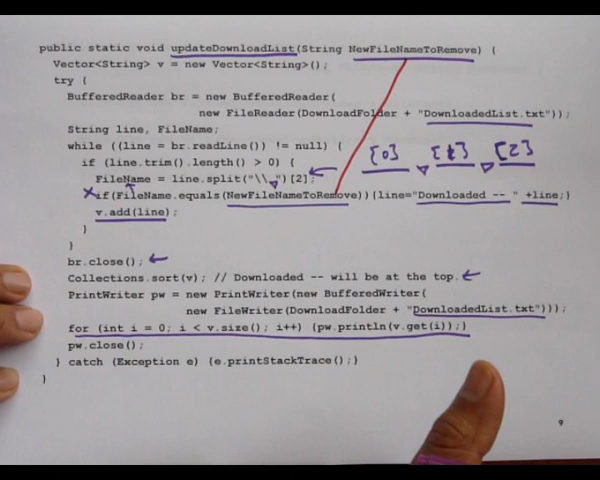 public static void updateDownloadList(String NewFileNameToRemove) {
Vector<String> v = new Vector<String>();
try {
BufferedReader br = new BufferedReader(
new FileReader(DownloadFolder + "DownloadedList.txt"));
String line, FileName;
while ((line = br.readLine()) != null) {
[0] [1] [2]
if (line.trim().length() > 0) {
FileName = line.split("\\ ")[2];
if(FileName.equals(NewFileNameToRemove)){line="Downloaded -- " +line;}
v.add(line);
}
}
br.close();
Collections.sort(v); // Downloaded -- will be at the top.
PrintWriter pw = new PrintWriter(new BufferedWriter(
new FileWriter(DownloadFolder + "DownloadedList.txt")));
for (int i = 0; i < v.size(); i++) {pw.println(v.get(i));}
pw.close();
} catch (Exception e) {e.printStackTrace();}
}
9